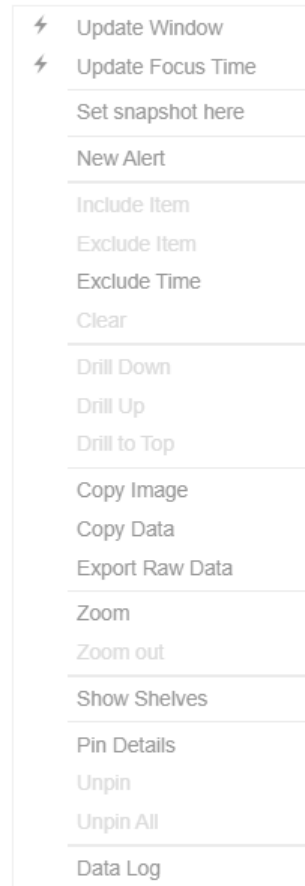 Update Window
Update Focus Time
Set snapshot here
New Alert
Include Item
Exclude Item
Exclude Time
Clear
Drill Down
Drill Up
Drill to Top
Copy Image
Copy Data
Export Raw Data
Zoom
Zoom out
Show Shelves
Pin Details
Unpin
Unpin All
Data Log